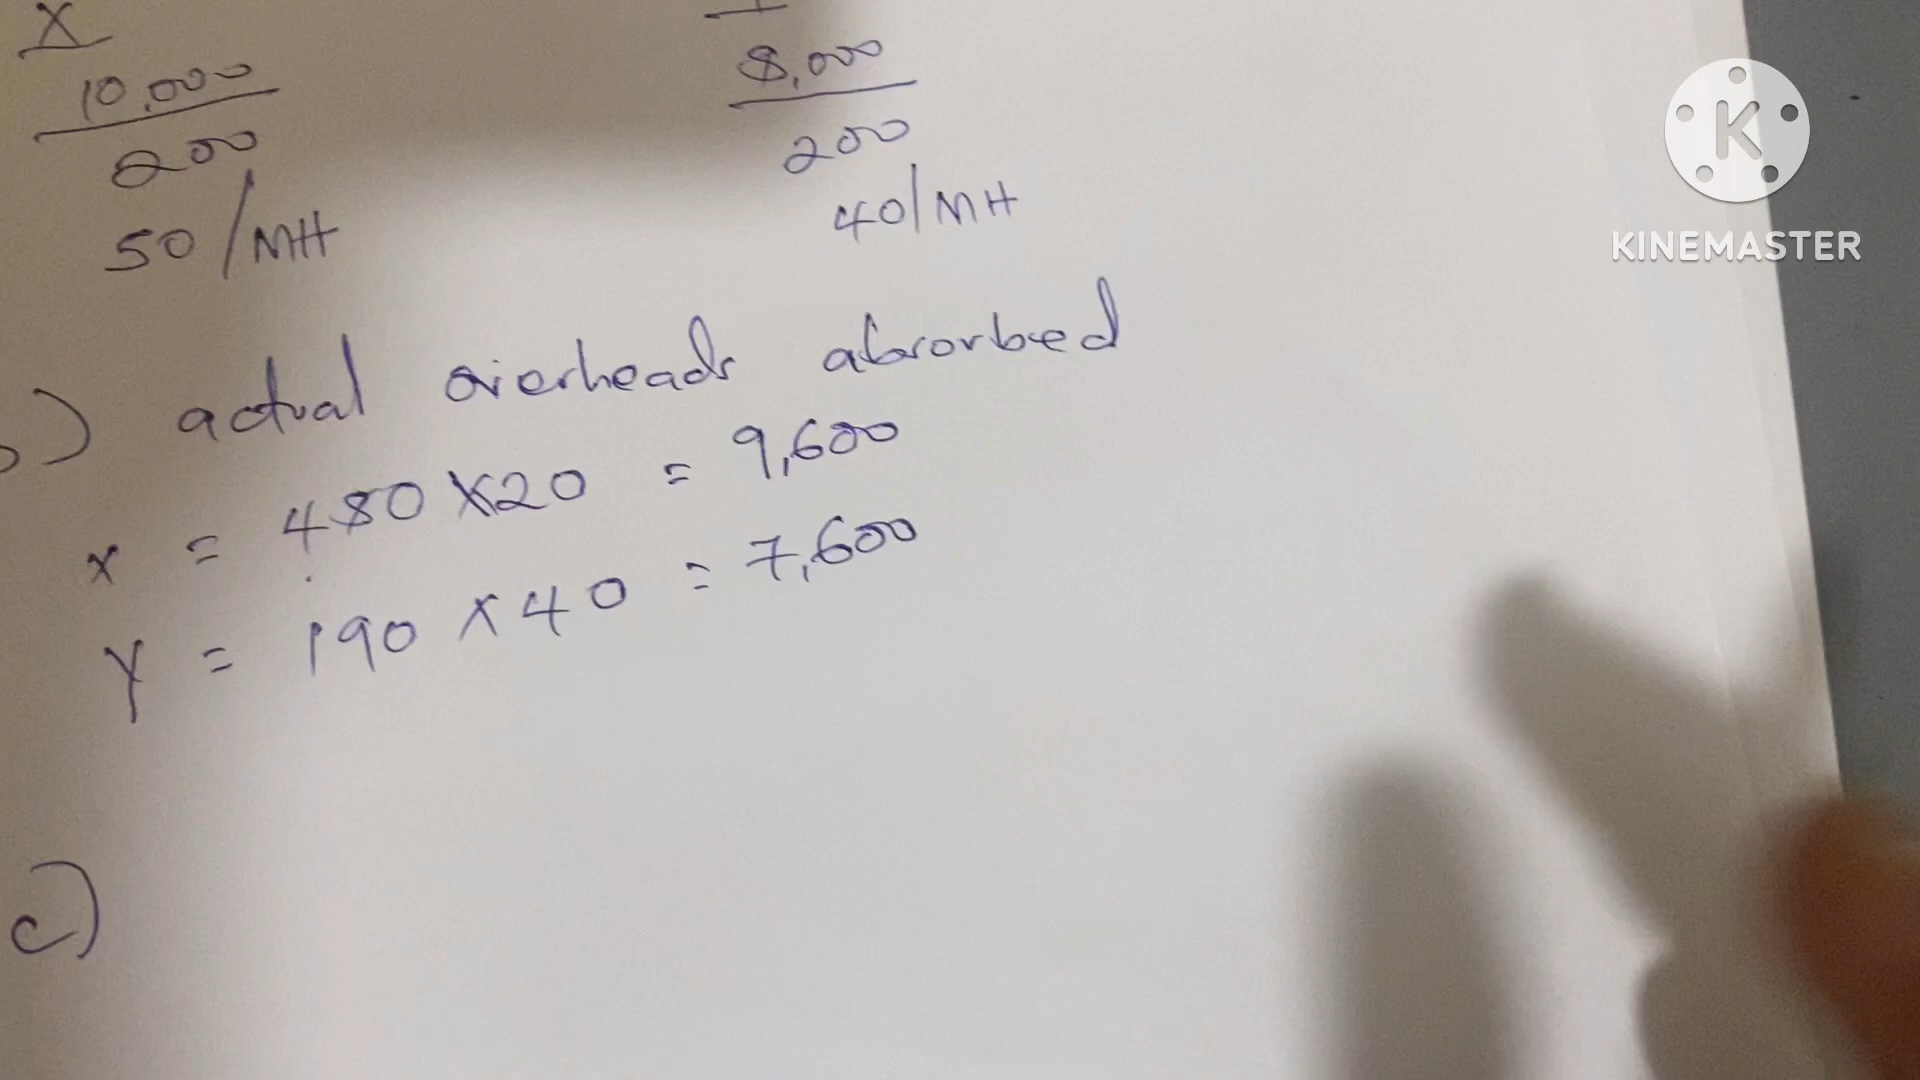 X
10,000
200
50/MH
8,000
200
40/MH
b) actual overheads absorbed
x = 480 x 20 = 9,600
y = 190 x 40 = 7,600
c)
K
KINEMASTER